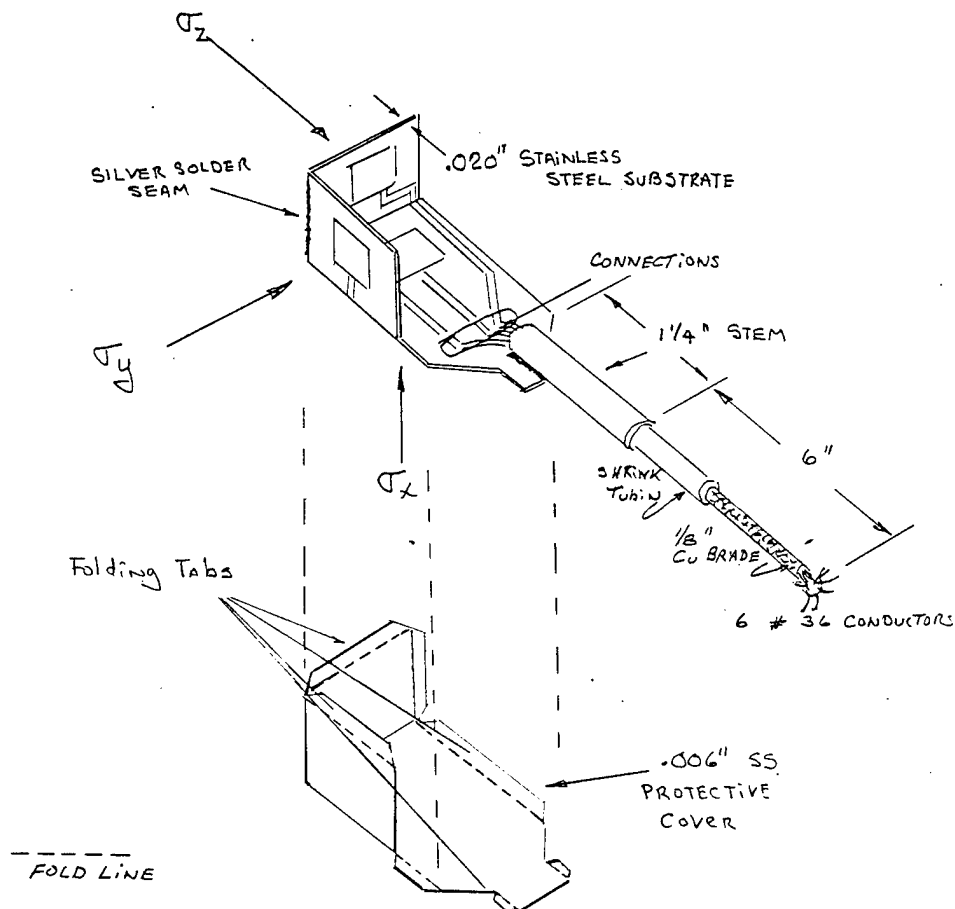 σz
.020" STAINLESS
STEEL SUBSTRATE
SILVER SOLDER
SEAM
CONNECTIONS
1 1/4" STEM
σy
6"
σx
SHRINK
TUBIN
1/8"
CU BRADE
Folding Tabs
6 # 36 CONDUCTORS
.006" SS
PROTECTIVE
COVER
FOLD LINE